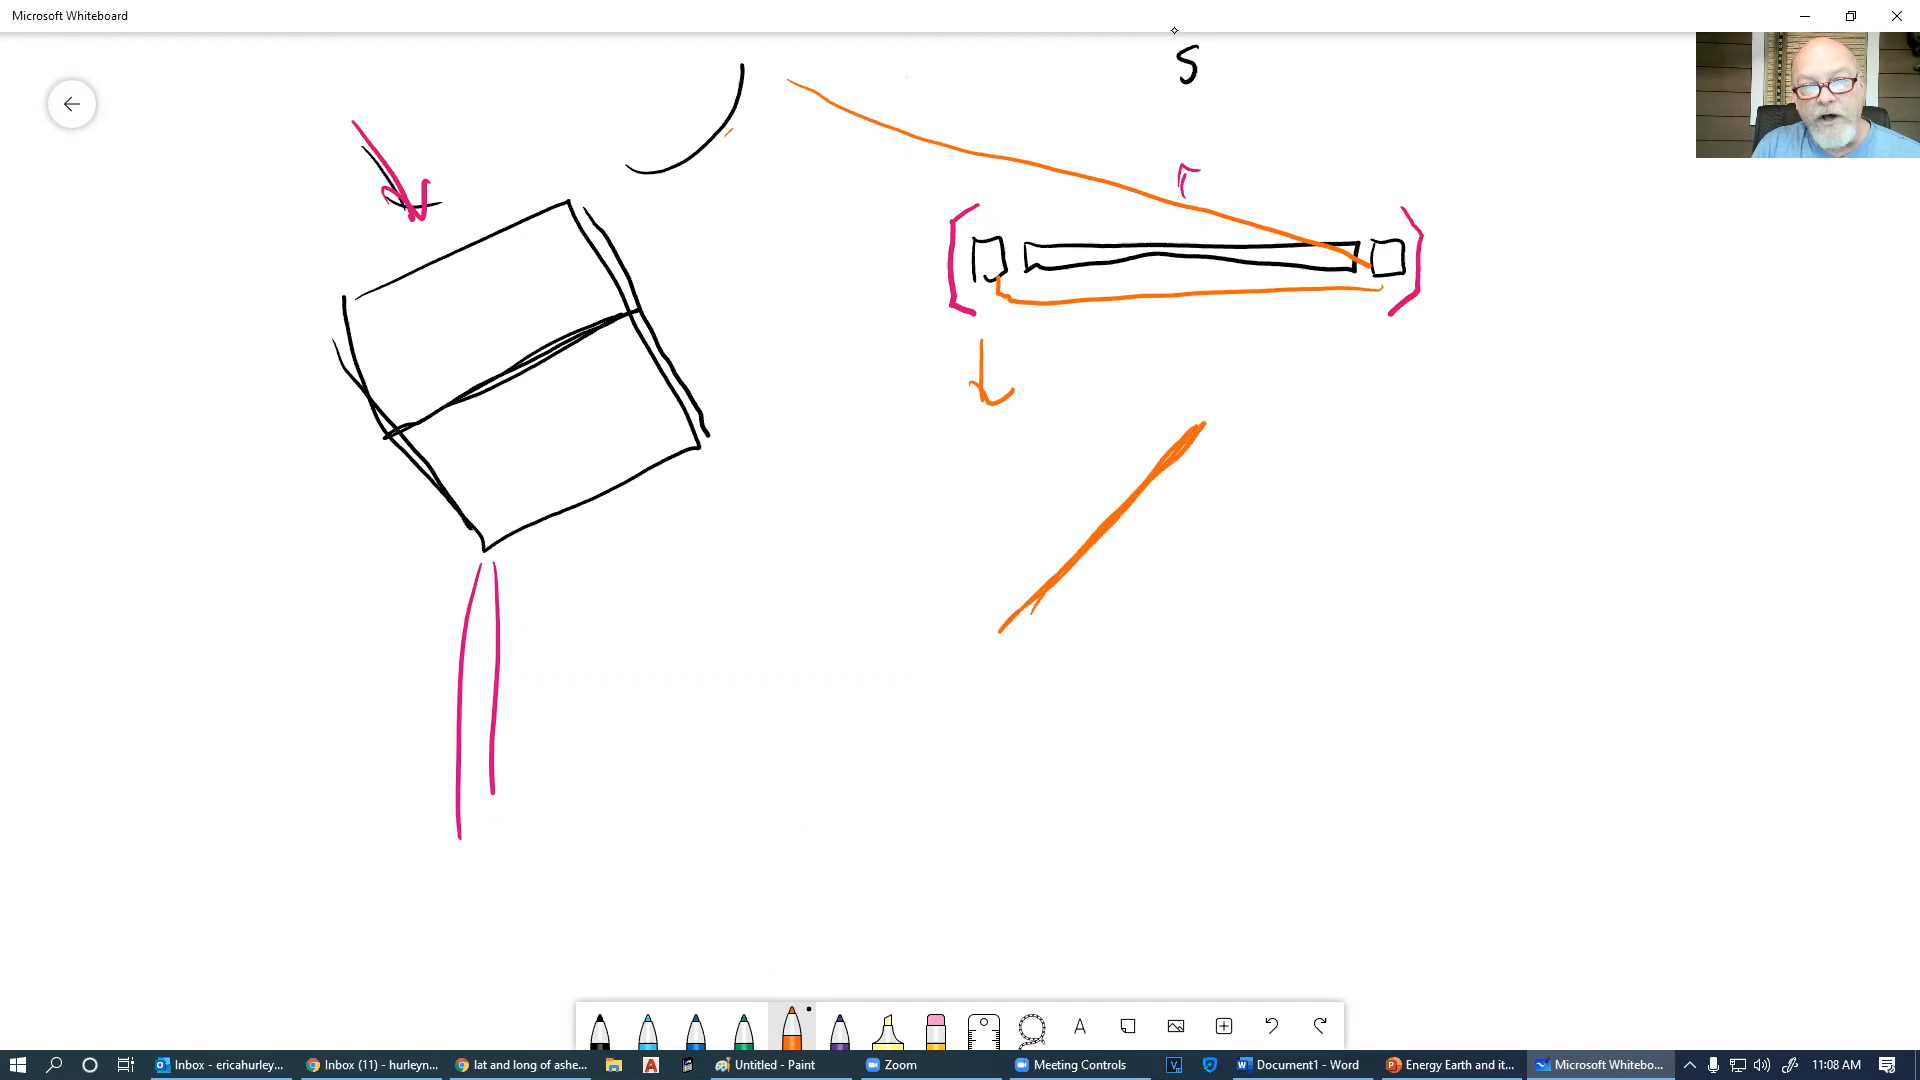 Microsoft Whiteboard
S
r
A
Inbox - ericahurley...
Inbox (11) - hurleyn...
lat and long of ashe...
Untitled - Paint
Zoom
Meeting Controls
Document1 - Word
Energy Earth and it...
Microsoft Whitebo...
11:08 AM